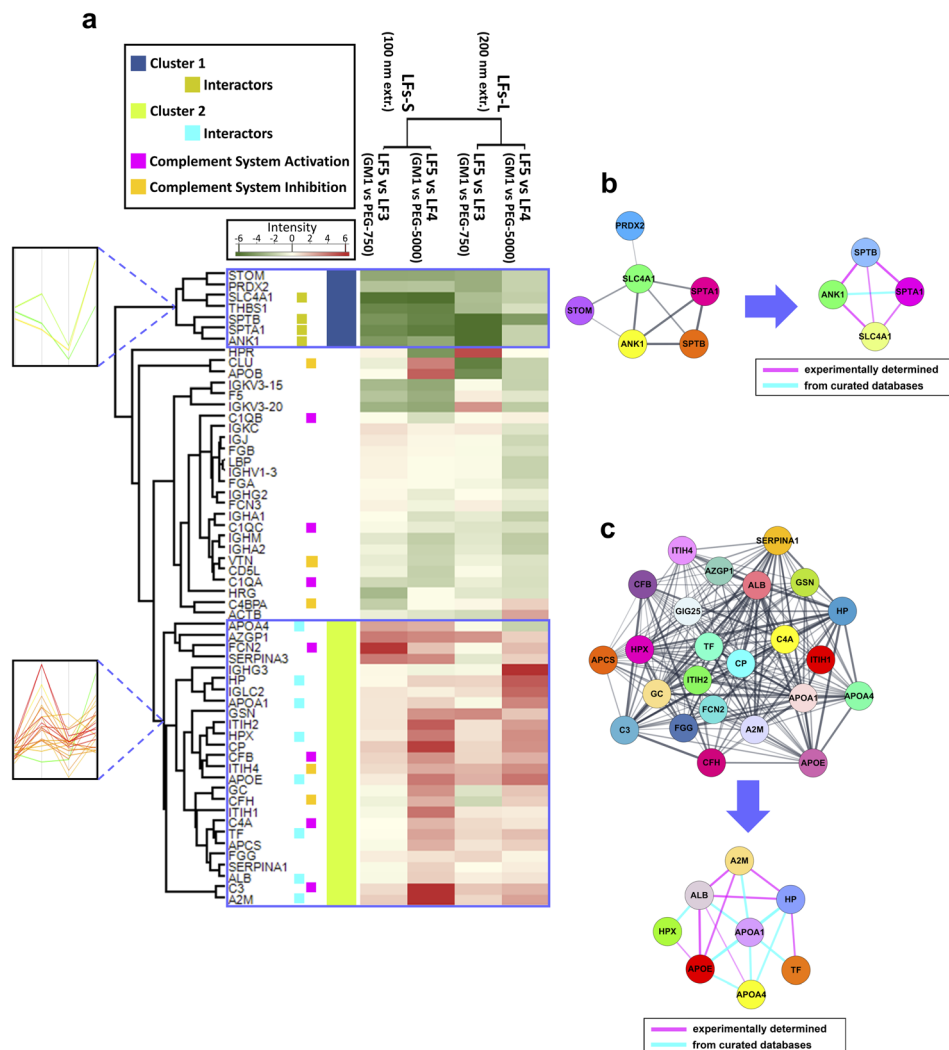 a
Cluster 1
Interactors
Cluster 2
Interactors
Complement System Activation
Complement System Inhibition
Intensity
-6 -4 -2 0 2 4 6
LFs-S
(100 nm extr.)
LFs-L
(200 nm extr.)
LF5 vs LF3
(GM1 vs PEG-750)
LF5 vs LF4
(GM1 vs PEG-5000)
LF5 vs LF3
(GM1 vs PEG-750)
LF5 vs LF4
(GM1 vs PEG-5000)
STOM
PRDX2
SLC4A1
THBS1
SPTB
SPTA1
ANK1
HPR
CLU
APOB
IGKV3-15
F5
IGKV3-20
C1QB
IGKC
IGJ
FGB
LBP
IGHV1-3
FGA
IGHG2
FCN3
IGHA1
C1QC
IGHM
IGHA2
VTN
CD5L
C1QA
HRG
C4BPA
ACTB
APOA4
AZGP1
FCN2
SERPINA3
IGHG3
HP
IGLC2
APOA1
GSN
ITIH2
HPX
CP
CFB
ITIH4
APOE
GC
CFH
ITIH1
C4A
TF
APCS
FGG
SERPINA1
ALB
C3
A2M
b
PRDX2
SLC4A1
SPTA1
STOM
ANK1
SPTB
SPTB
ANK1
SPTA1
SLC4A1
experimentally determined
from curated databases
c
SERPINA1
ITIH4
AZGP1
CFB
ALB
GSN
GIG25
HP
HPX
TF
C4A
APCS
CP
ITIH1
ITIH2
GC
APOA1
APOA4
FCN2
C3
FGG
A2M
CFH
APOE
A2M
ALB
HP
HPX
APOA1
APOE
TF
APOA4
experimentally determined
from curated databases